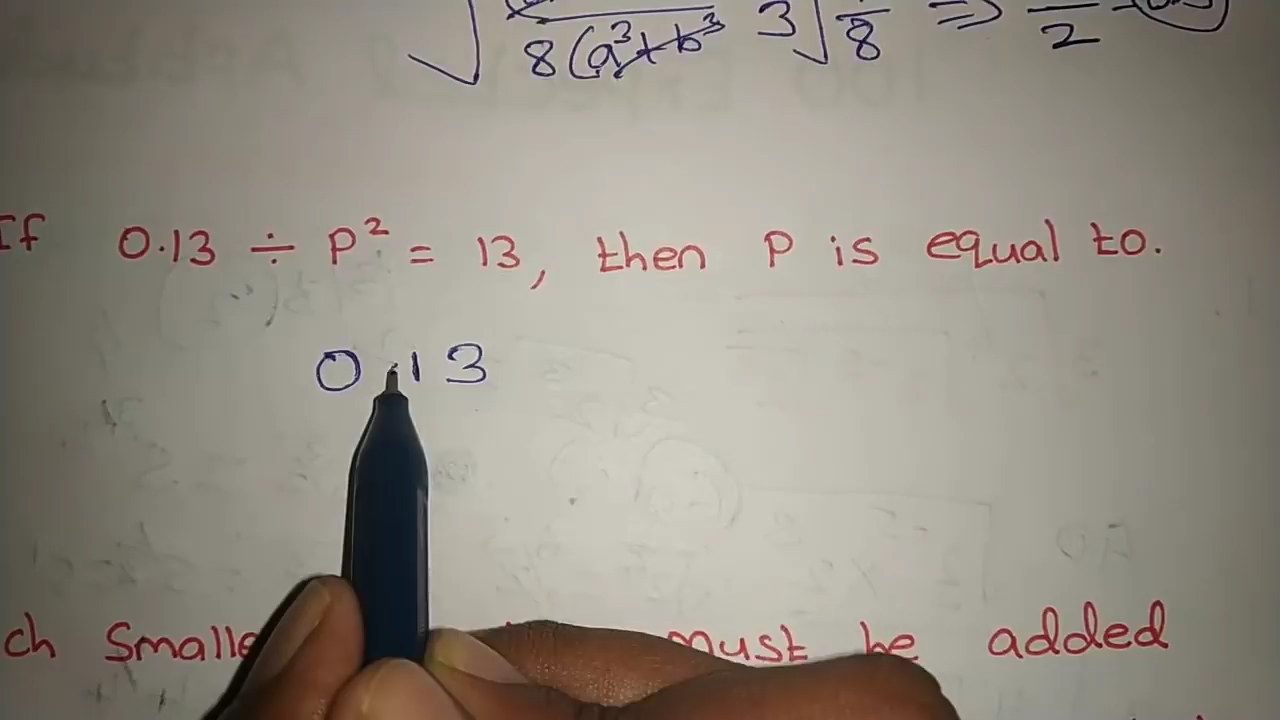 8(a³+b³ 3√ 8 ⇒ 2
If 0.13 ÷ P² = 13, then P is equal to.
0.13
ch Smalle must be added